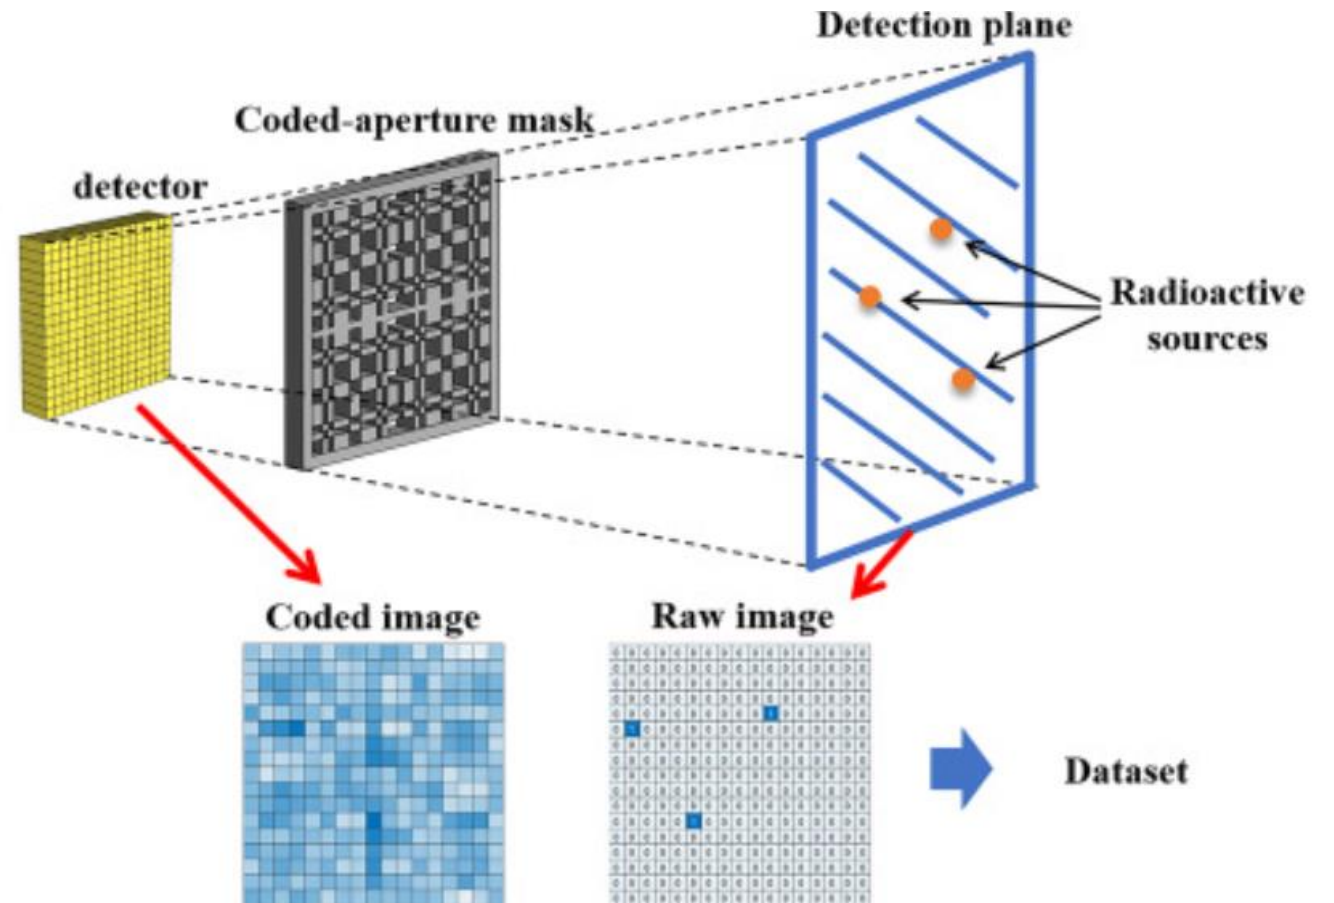 Detection plane
Coded-aperture mask
detector
Radioactive
sources
Coded image
Raw image
Dataset